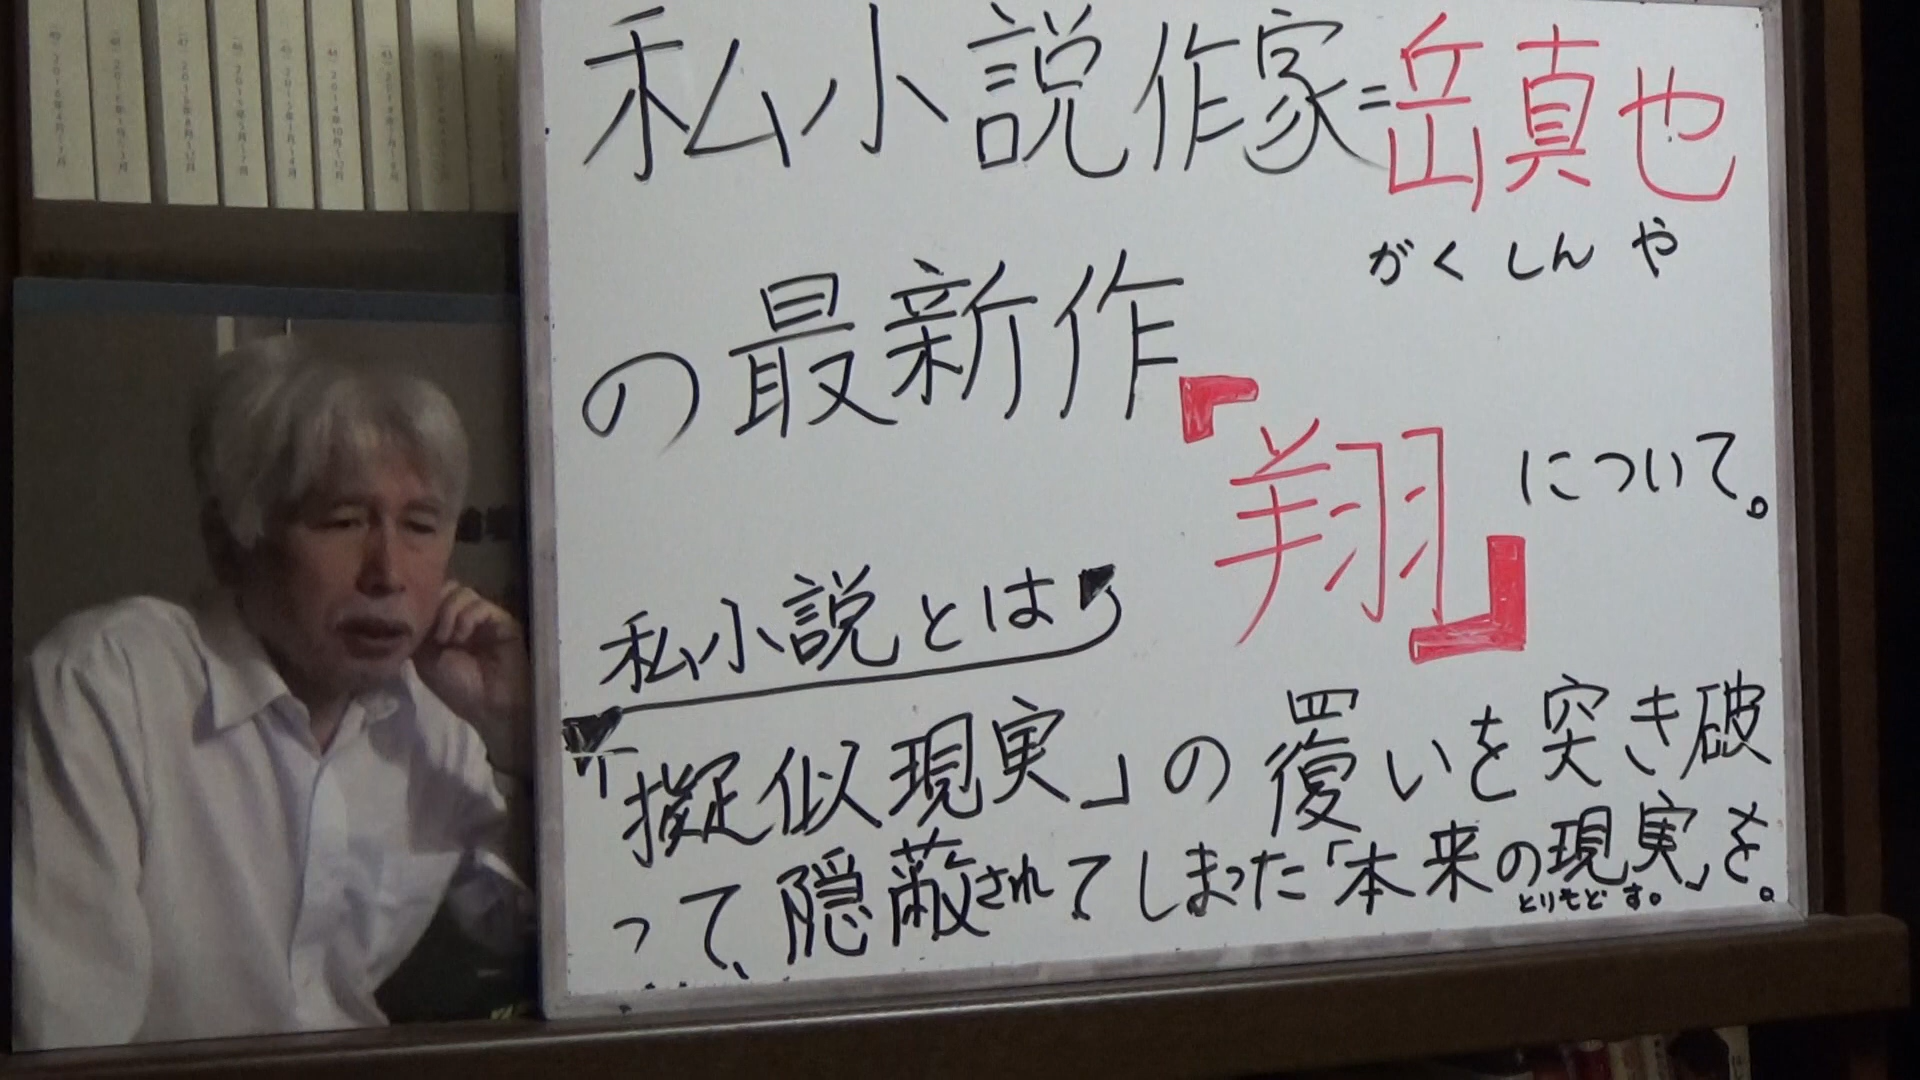 私小説作家=岳真也
がくしんや
の最新作
『翔』について。
私小説とは
「擬似現実」の覆いを突き破
って、隠蔽されてしまった「本来の現実」を。
とりもどす。